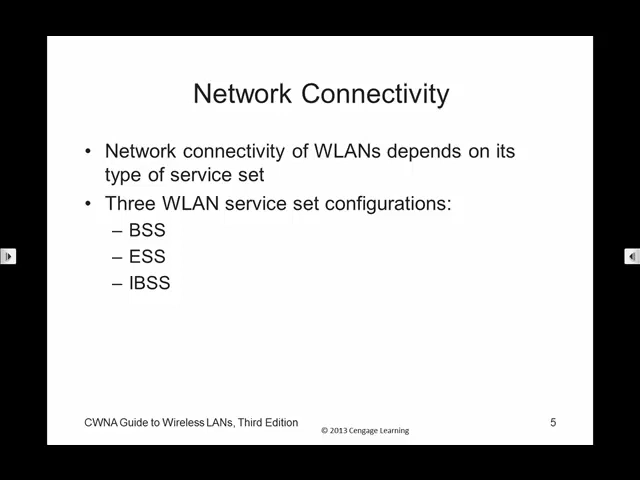 Network Connectivity
• Network connectivity of WLANs depends on its
type of service set
• Three WLAN service set configurations:
– BSS
– ESS
– IBSS
CWNA Guide to Wireless LANs, Third Edition
© 2013 Cengage Learning
5